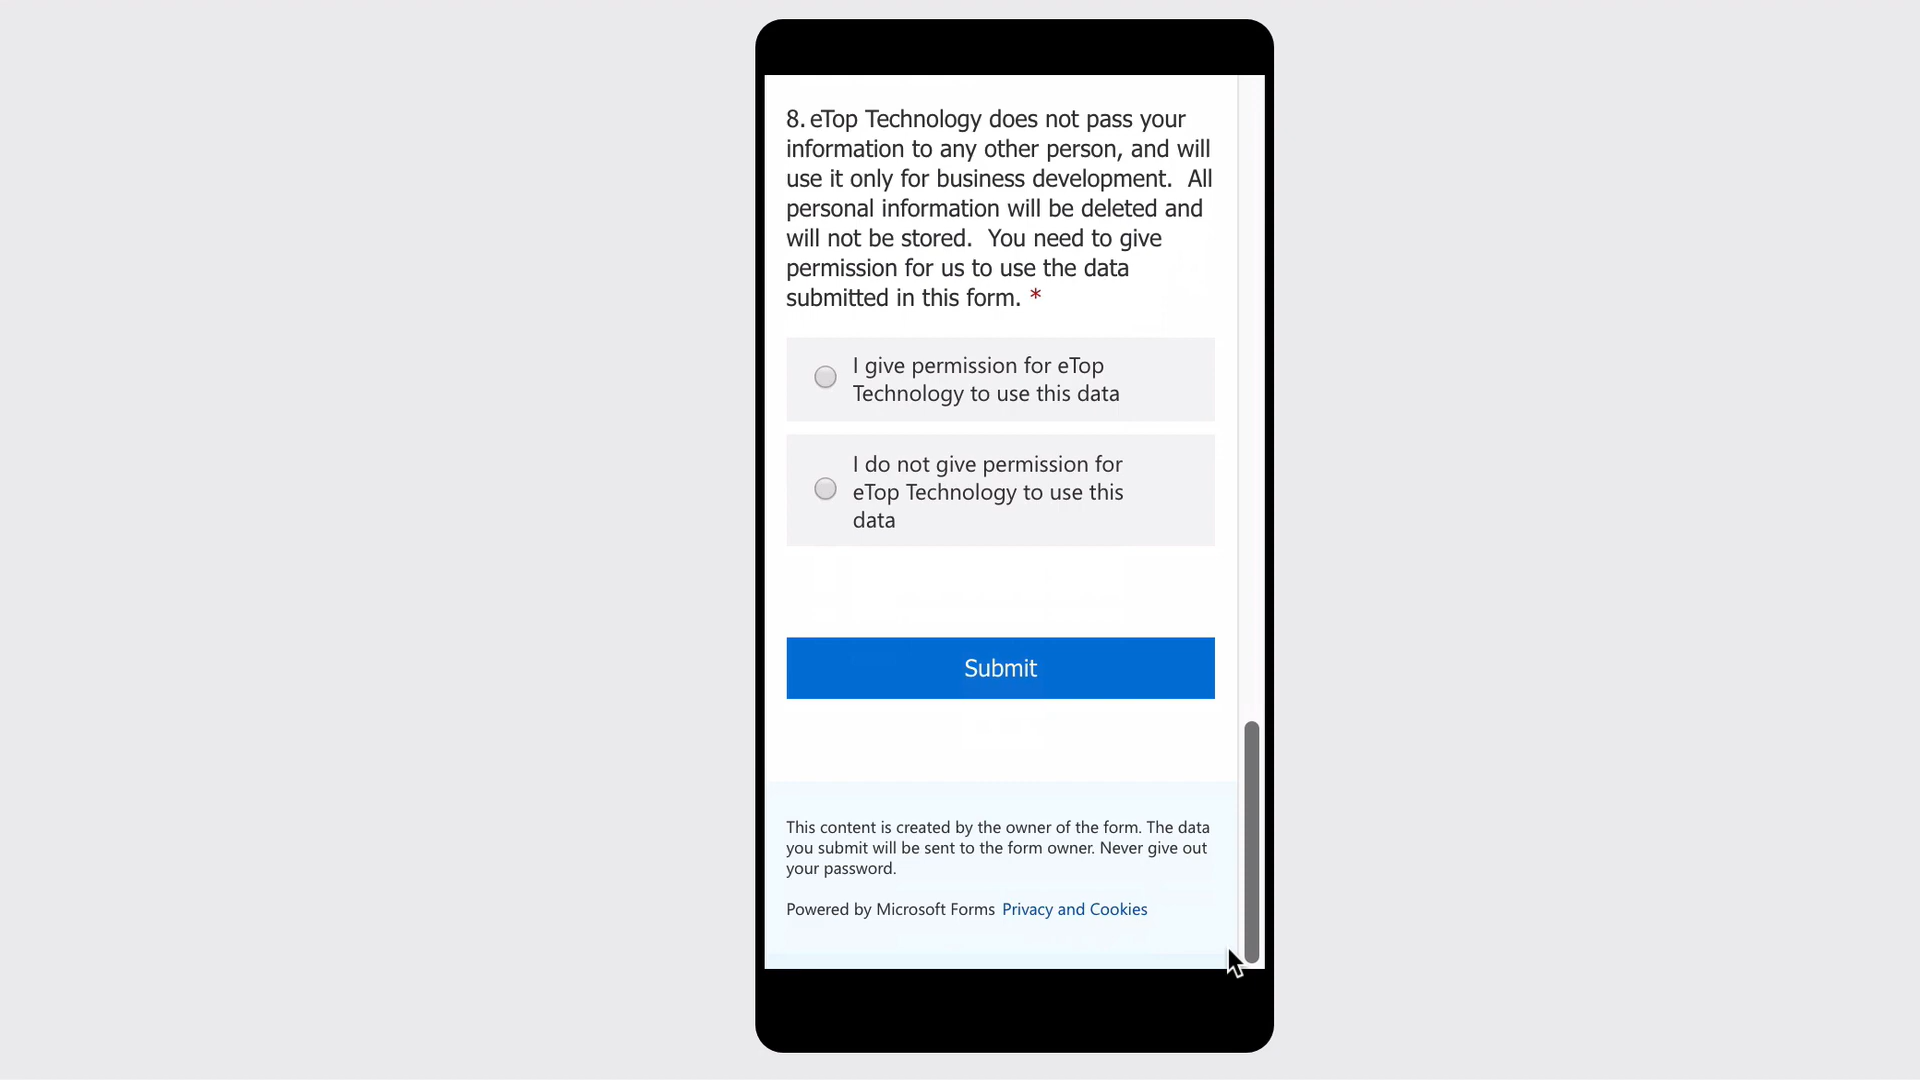 8. eTop Technology does not pass your
information to any other person, and will
use it only for business development.  All
personal information will be deleted and
will not be stored.  You need to give
permission for us to use the data
submitted in this form. *
I give permission for eTop
Technology to use this data
I do not give permission for
eTop Technology to use this
data
Submit
This content is created by the owner of the form. The data
you submit will be sent to the form owner. Never give out
your password.
Powered by Microsoft Forms Privacy and Cookies